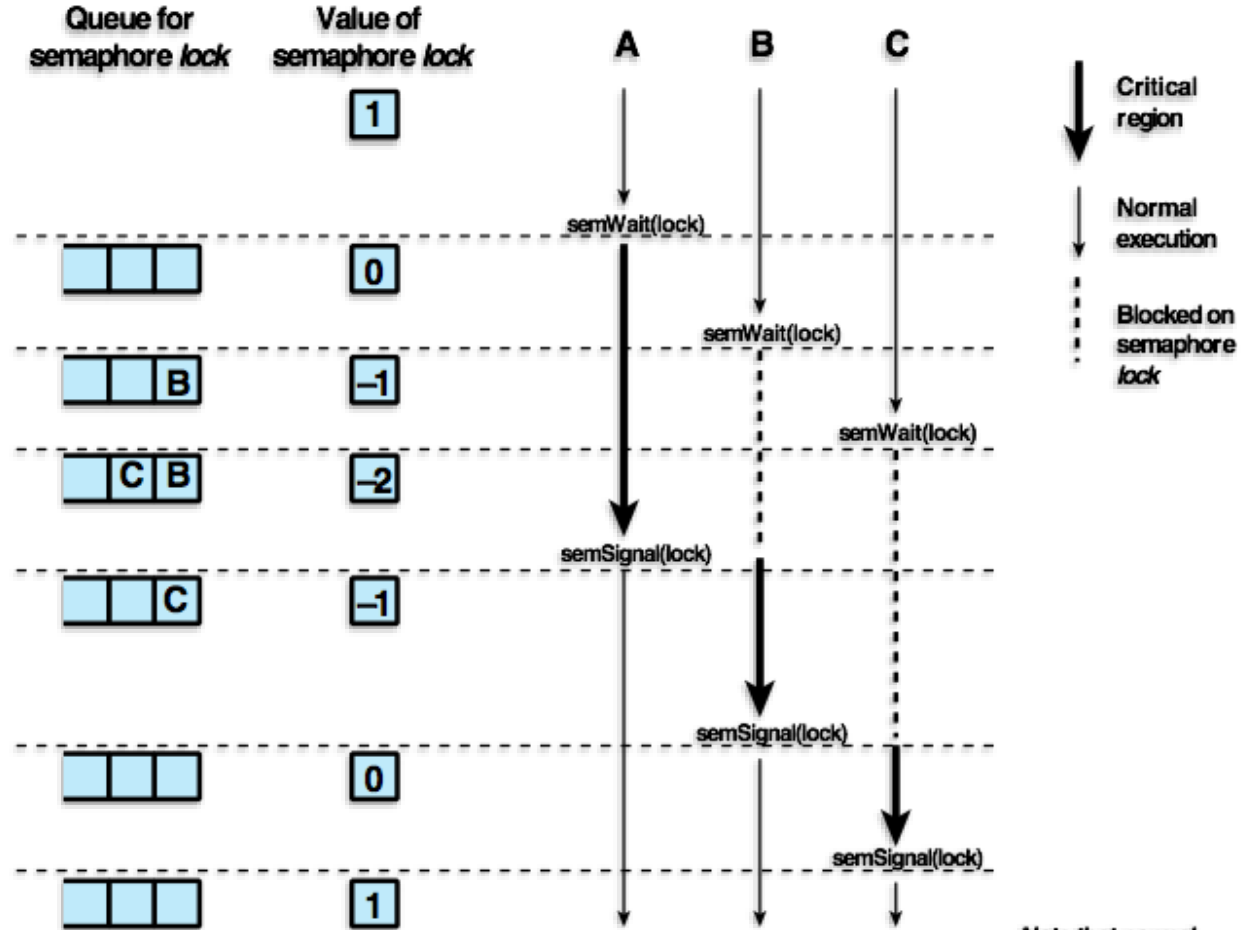 Queue for
semaphore lock
Value of
semaphore lock
A
B
C
1
Critical
region
Normal
execution
Blocked on
semaphore
lock
semWait(lock)
0
semWait(lock)
B
–1
semWait(lock)
C B
–2
semSignal(lock)
C
–1
semSignal(lock)
0
semSignal(lock)
1